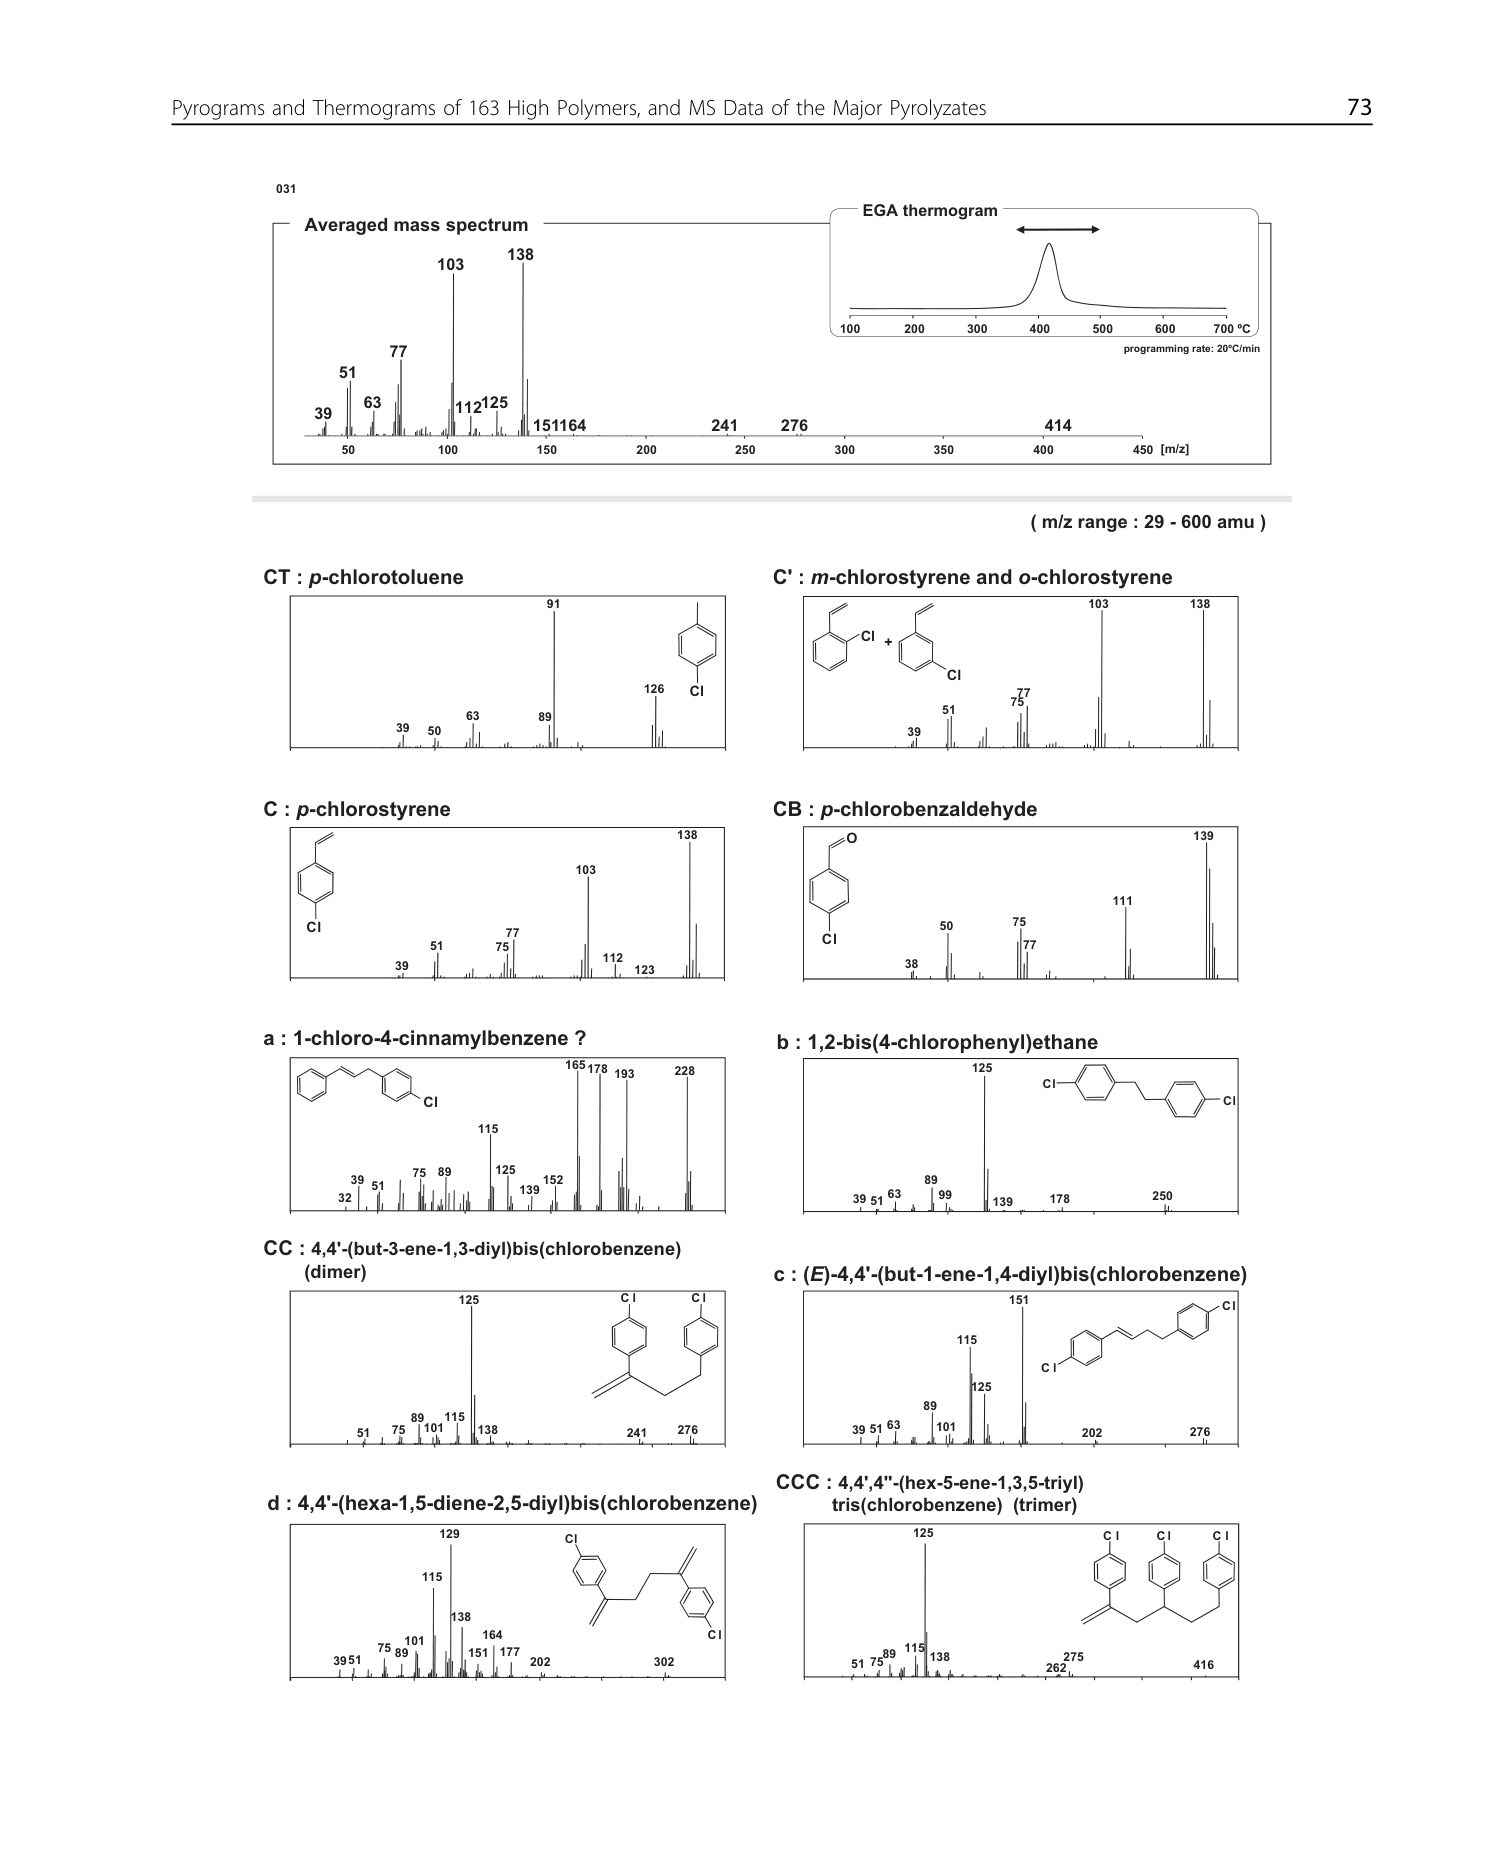 Pyrograms and Thermograms of 163 High Polymers, and MS Data of the Major Pyrolyzates 73
031
Averaged mass spectrum
EGA thermogram
138
103
77
51
63
39
112
125
151
164
241
276
414
50 100 150 200 250 300 350 400 450 [m/z]
100 200 300 400 500 600 700 ºC
programming rate: 20ºC/min
( m/z range : 29 - 600 amu )
CT : p-chlorotoluene
91
126
63
89
39
50
Cl
C' : m-chlorostyrene and o-chlorostyrene
103
138
77
75
51
39
Cl
+
Cl
C : p-chlorostyrene
138
103
77
51
75
112
39
123
Cl
CB : p-chlorobenzaldehyde
O
139
111
50
75
77
38
Cl
a : 1-chloro-4-cinnamylbenzene ?
165
178
193
228
Cl
115
75
89
125
39
51
139
152
32
b : 1,2-bis(4-chlorophenyl)ethane
125
Cl
Cl
89
39
51
63
99
139
178
250
CC : 4,4'-(but-3-ene-1,3-diyl)bis(chlorobenzene)
(dimer)
125
Cl
Cl
89
115
51
75
101
138
241
276
c : (E)-4,4'-(but-1-ene-1,4-diyl)bis(chlorobenzene)
151
Cl
115
Cl
125
89
39
51
63
101
202
276
d : 4,4'-(hexa-1,5-diene-2,5-diyl)bis(chlorobenzene)
129
Cl
115
138
Cl
101
164
75
89
151
177
39
51
202
302
CCC : 4,4',4"-(hex-5-ene-1,3,5-triyl)
tris(chlorobenzene) (trimer)
125
Cl
Cl
Cl
115
89
138
51
75
262
275
416